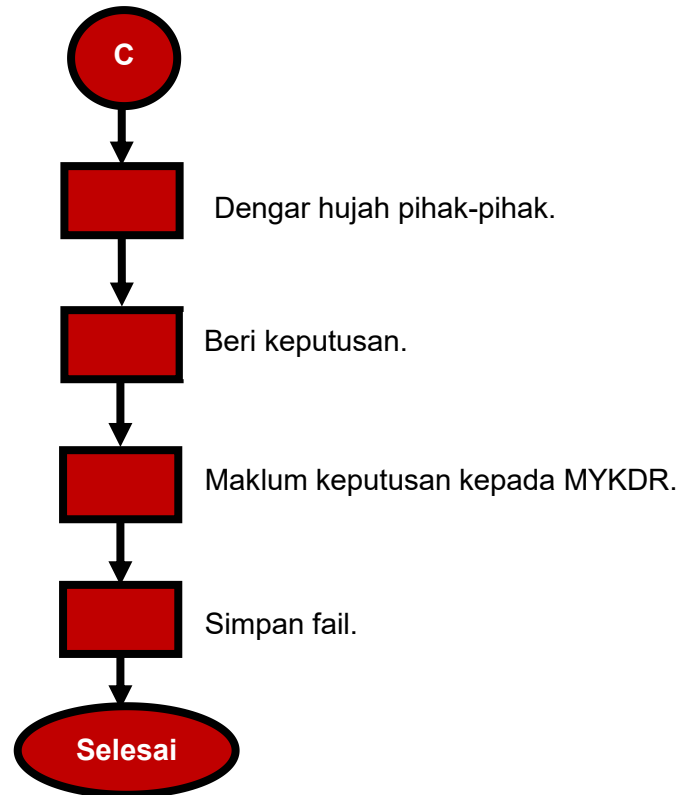 C
Dengar hujah pihak-pihak.
Beri keputusan.
Maklum keputusan kepada MYKDR.
Simpan fail.
Selesai